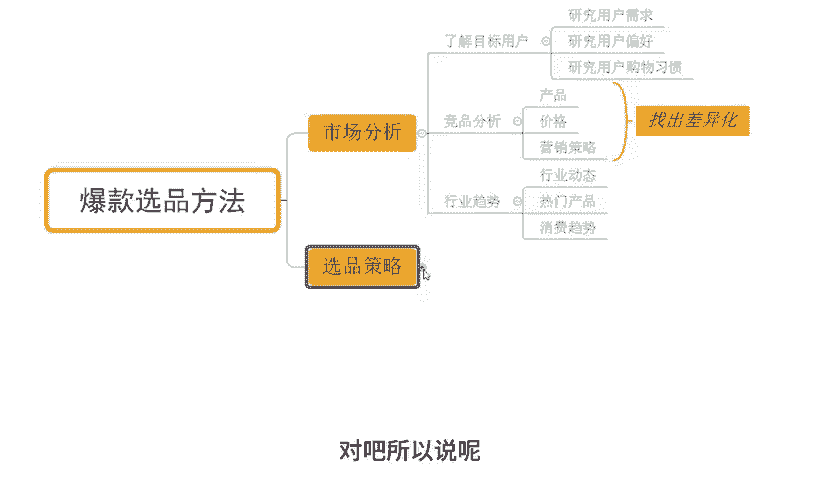 爆款选品方法
市场分析
了解目标用户
研究用户需求
研究用户偏好
研究用户购物习惯
竞品分析
产品
价格
营销策略
找出差异化
行业趋势
行业动态
热门产品
消费趋势
选品策略
对吧所以说呢